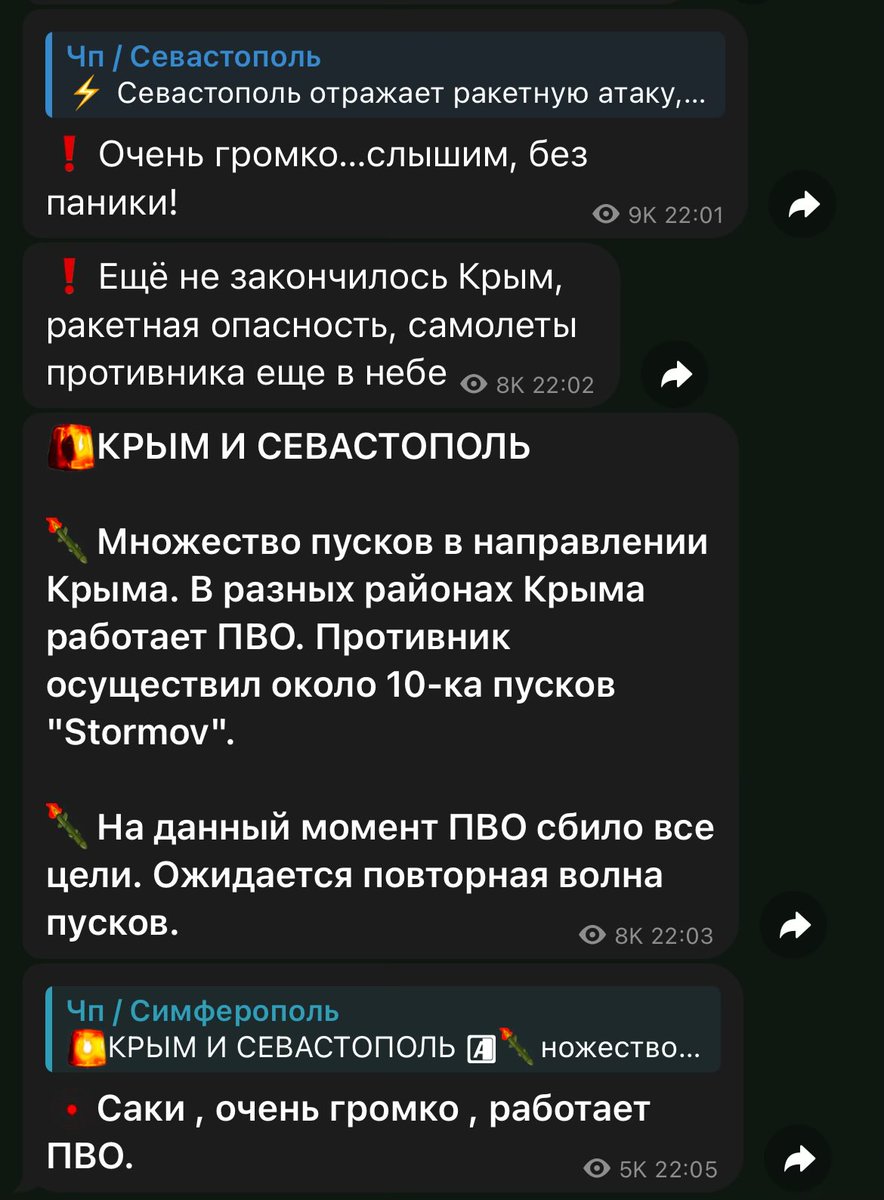 Чп / Севастополь
⚡ Севастополь отражает ракетную атаку,...
❗ Очень громко...слышим, без
паники!
9K 22:01
❗ Ещё не закончилось Крым,
ракетная опасность, самолеты
противника еще в небе
8K 22:02
🚨КРЫМ И СЕВАСТОПОЛЬ
Множество пусков в направлении
Крыма. В разных районах Крыма
работает ПВО. Противник
осуществил около 10-ка пусков
"Stormov".
На данный момент ПВО сбило все
цели. Ожидается повторная волна
пусков.
8K 22:03
Чп / Симферополь
🚨КРЫМ И СЕВАСТОПОЛЬ A ножество...
Саки , очень громко , работает
ПВО.
5K 22:05